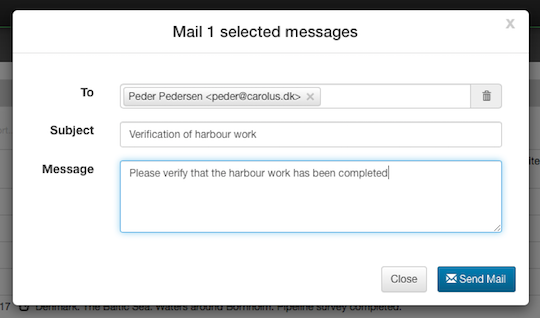 Mail 1 selected messages
x
To
Peder Pedersen <peder@carolus.dk> ×
Subject
Verification of harbour work
Message
Please verify that the harbour work has been completed
Close
Send Mail
17 Denmark. The Baltic Sea. Waters around Bornholm. Pipeline survey completed.